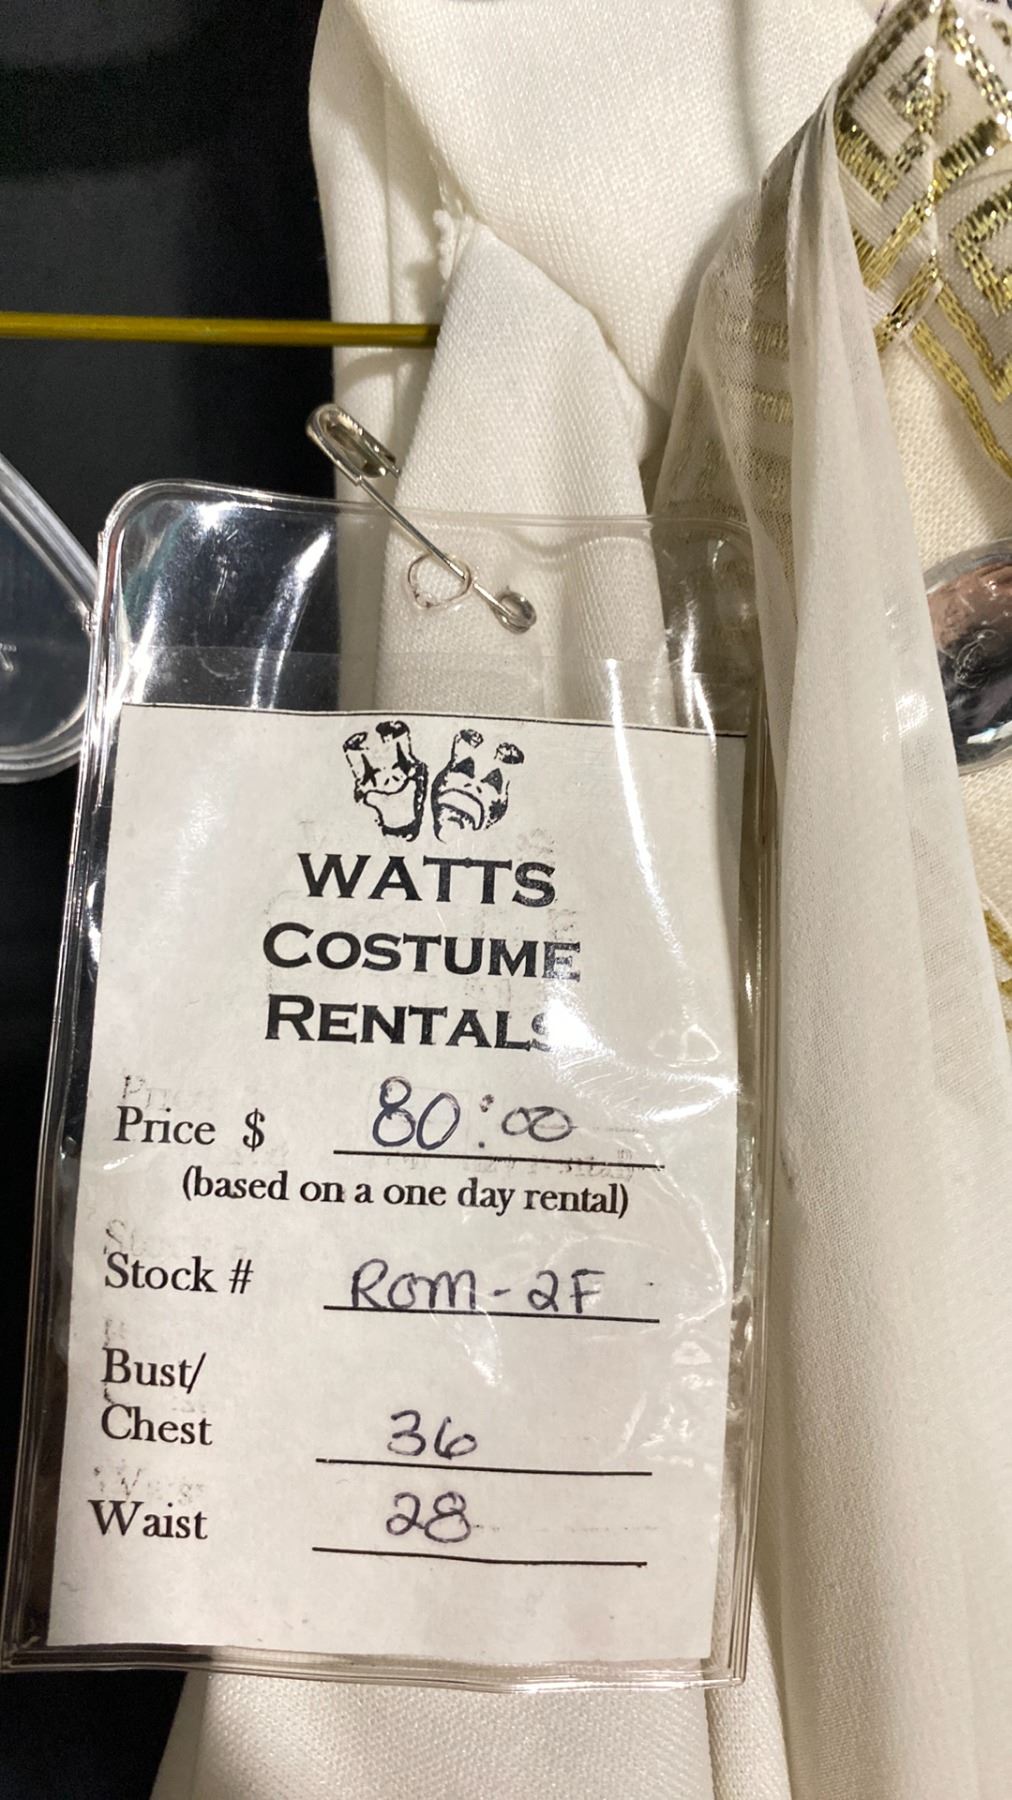 WATTS
COSTUME
RENTALS
Price $ 80:00
(based on a one day rental)
Stock # ROM-2F
Bust/
Chest 36
Waist 28